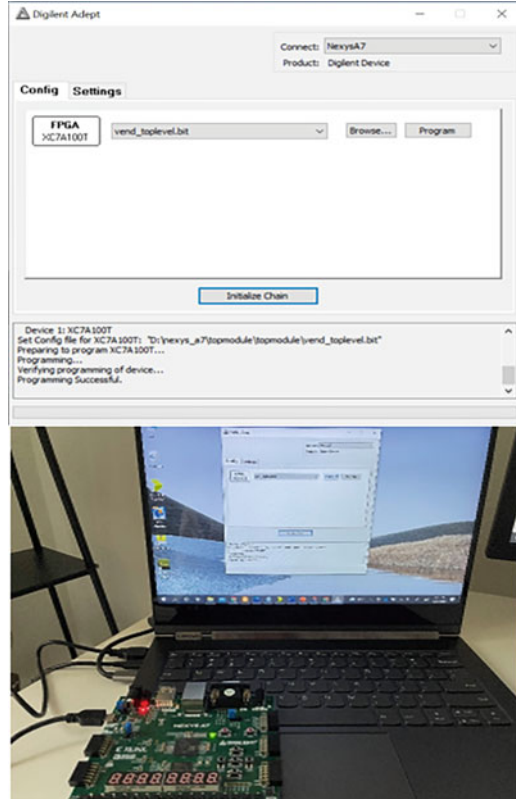 Digilent Adept
Connect: NexysA7
Product: Digilent Device
Config Settings
FPGA
XC7A100T
vend_toplevel.bit
Browse... Program
Initialize Chain
Device 1: XC7A100T
Set Config file for XC7A100T: "D:\nexys_a7\topmodule\topmodule\vend_toplevel.bit"
Preparing to program XC7A100T...
Programming...
Verifying programming of device...
Programming Successful.
NEXYS A7